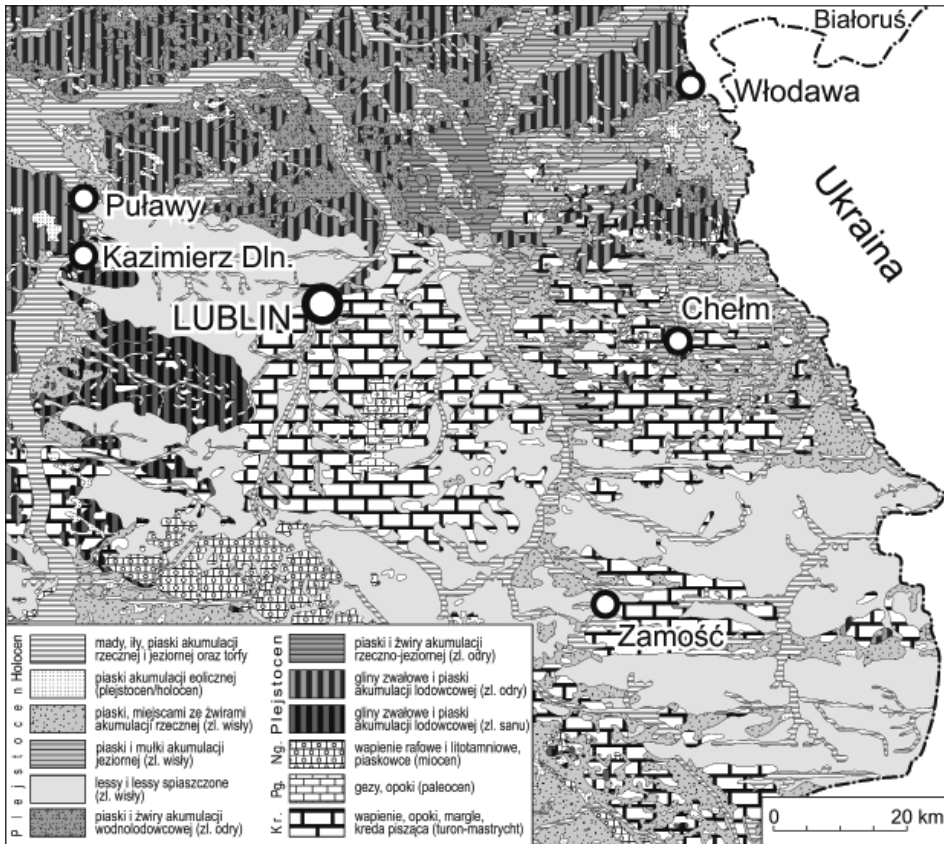 Białoruś
Włodawa
Ukraina
Puławy
Kazimierz Dln.
LUBLIN
Chełm
Zamość
Holocen
mady, iły, piaski akumulacji
rzecznej i jeziornej oraz torfy
piaski akumulacji eolicznej
(plejstocen/holocen)
Plejstocen
piaski, miejscami ze żwirami
akumulacji rzecznej (zl. wisły)
piaski i mułki akumulacji
jeziornej (zl. wisły)
lessy i lessy spiaszczone
(zl. wisły)
piaski i żwiry akumulacji
wodnolodowcowej (zl. odry)
Plejstocen
piaski i żwiry akumulacji
rzeczno-jeziornej (zl. odry)
gliny zwałowe i piaski
akumulacji lodowcowej (zl. odry)
gliny zwałowe i piaski
akumulacji lodowcowej (zl. sanu)
Ng.
wapienie rafowe i litotamniowe,
piaskowce (miocen)
Pg.
gezy, opoki (paleocen)
Kr.
wapienie, opoki, margle,
kreda pisząca (turon-mastrycht)
0 20 km